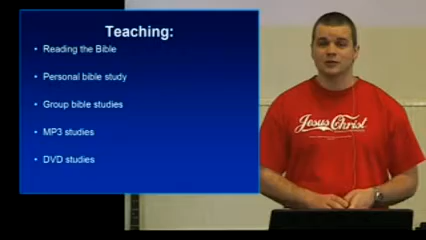 Teaching:
• Reading the Bible
• Personal bible study
• Group bible studies
• MP3 studies
• DVD studies
Jesus Christ